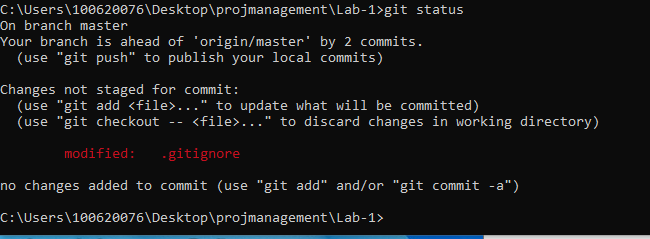 C:\Users\100620076\Desktop\projmanagement\Lab-1>git status
On branch master
Your branch is ahead of 'origin/master' by 2 commits.
  (use "git push" to publish your local commits)

Changes not staged for commit:
  (use "git add <file>..." to update what will be committed)
  (use "git checkout -- <file>..." to discard changes in working directory)

        modified:   .gitignore

no changes added to commit (use "git add" and/or "git commit -a")

C:\Users\100620076\Desktop\projmanagement\Lab-1>